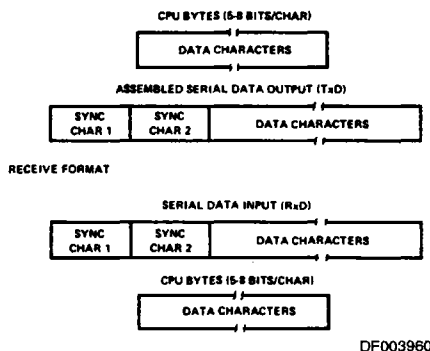 CPU BYTES (5-8 BITS/CHAR)
DATA CHARACTERS
ASSEMBLED SERIAL DATA OUTPUT (TxD)
SYNC CHAR 1
SYNC CHAR 2
DATA CHARACTERS
RECEIVE FORMAT
SERIAL DATA INPUT (RxD)
SYNC CHAR 1
SYNC CHAR 2
DATA CHARACTERS
CPU BYTES (5-8 BITS/CHAR)
DATA CHARACTERS
DF003960